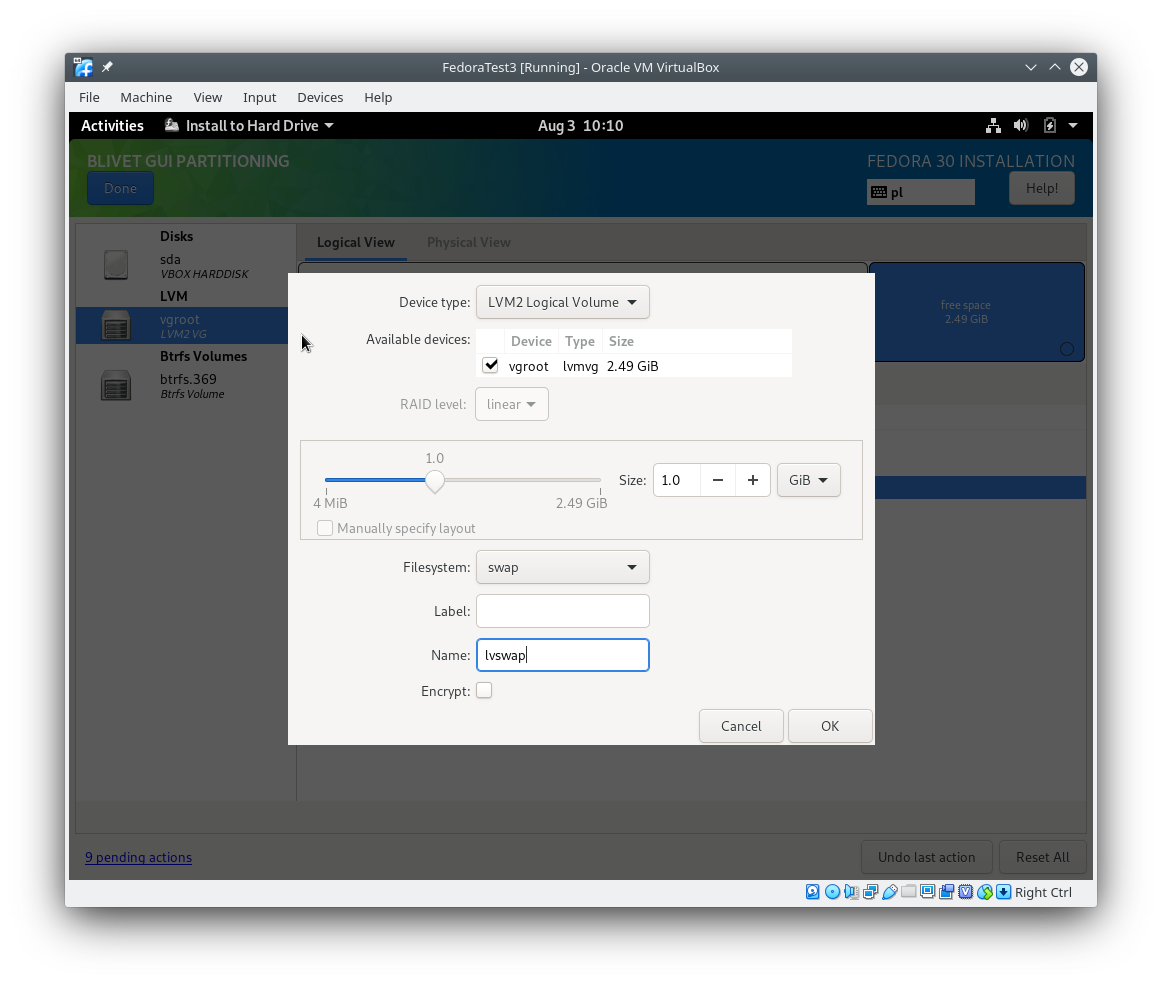 FedoraTest3 [Running] - Oracle VM VirtualBox
File Machine View Input Devices Help
Activities Install to Hard Drive Aug 3 10:10
BLIVET GUI PARTITIONING
Done
FEDORA 30 INSTALLATION
pl
Help!
Disks
sda
VBOX HARDDISK
LVM
vgroot
LVM2 VG
Btrfs Volumes
btrfs.369
Btrfs Volume
Logical View Physical View
free space
2.49 GiB
Device type: LVM2 Logical Volume
Available devices: Device Type Size
vgroot lvmvg 2.49 GiB
RAID level: linear
1.0
4 MiB 2.49 GiB
Size: 1.0 − + GiB
Manually specify layout
Filesystem: swap
Label:
Name: lvswap
Encrypt:
Cancel OK
9 pending actions
Undo last action Reset All
Right Ctrl